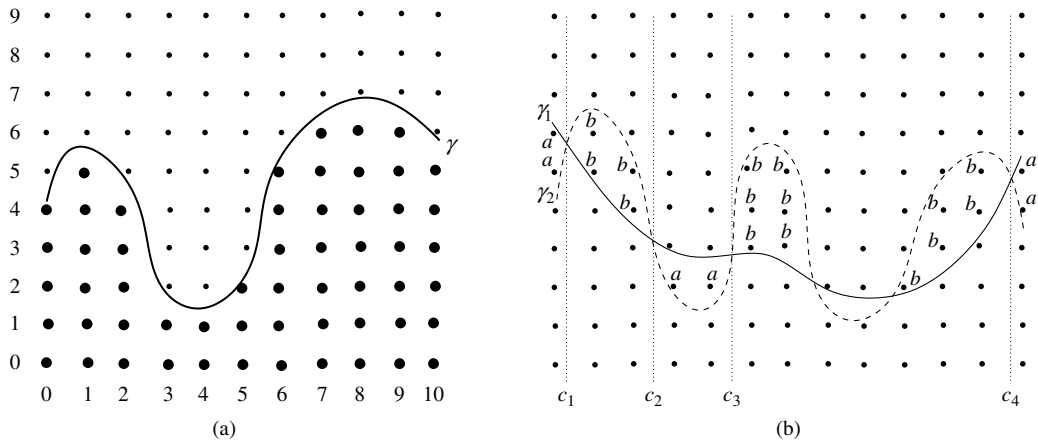 9
8
7
6 γ
5
4
3
2
1
0
0 1 2 3 4 5 6 7 8 9 10
(a)
γ₁ b
a b
a b b b b b a
γ₂ b b b b b a
b b b
a a b
c₁ c₂ c₃ c₄
(b)